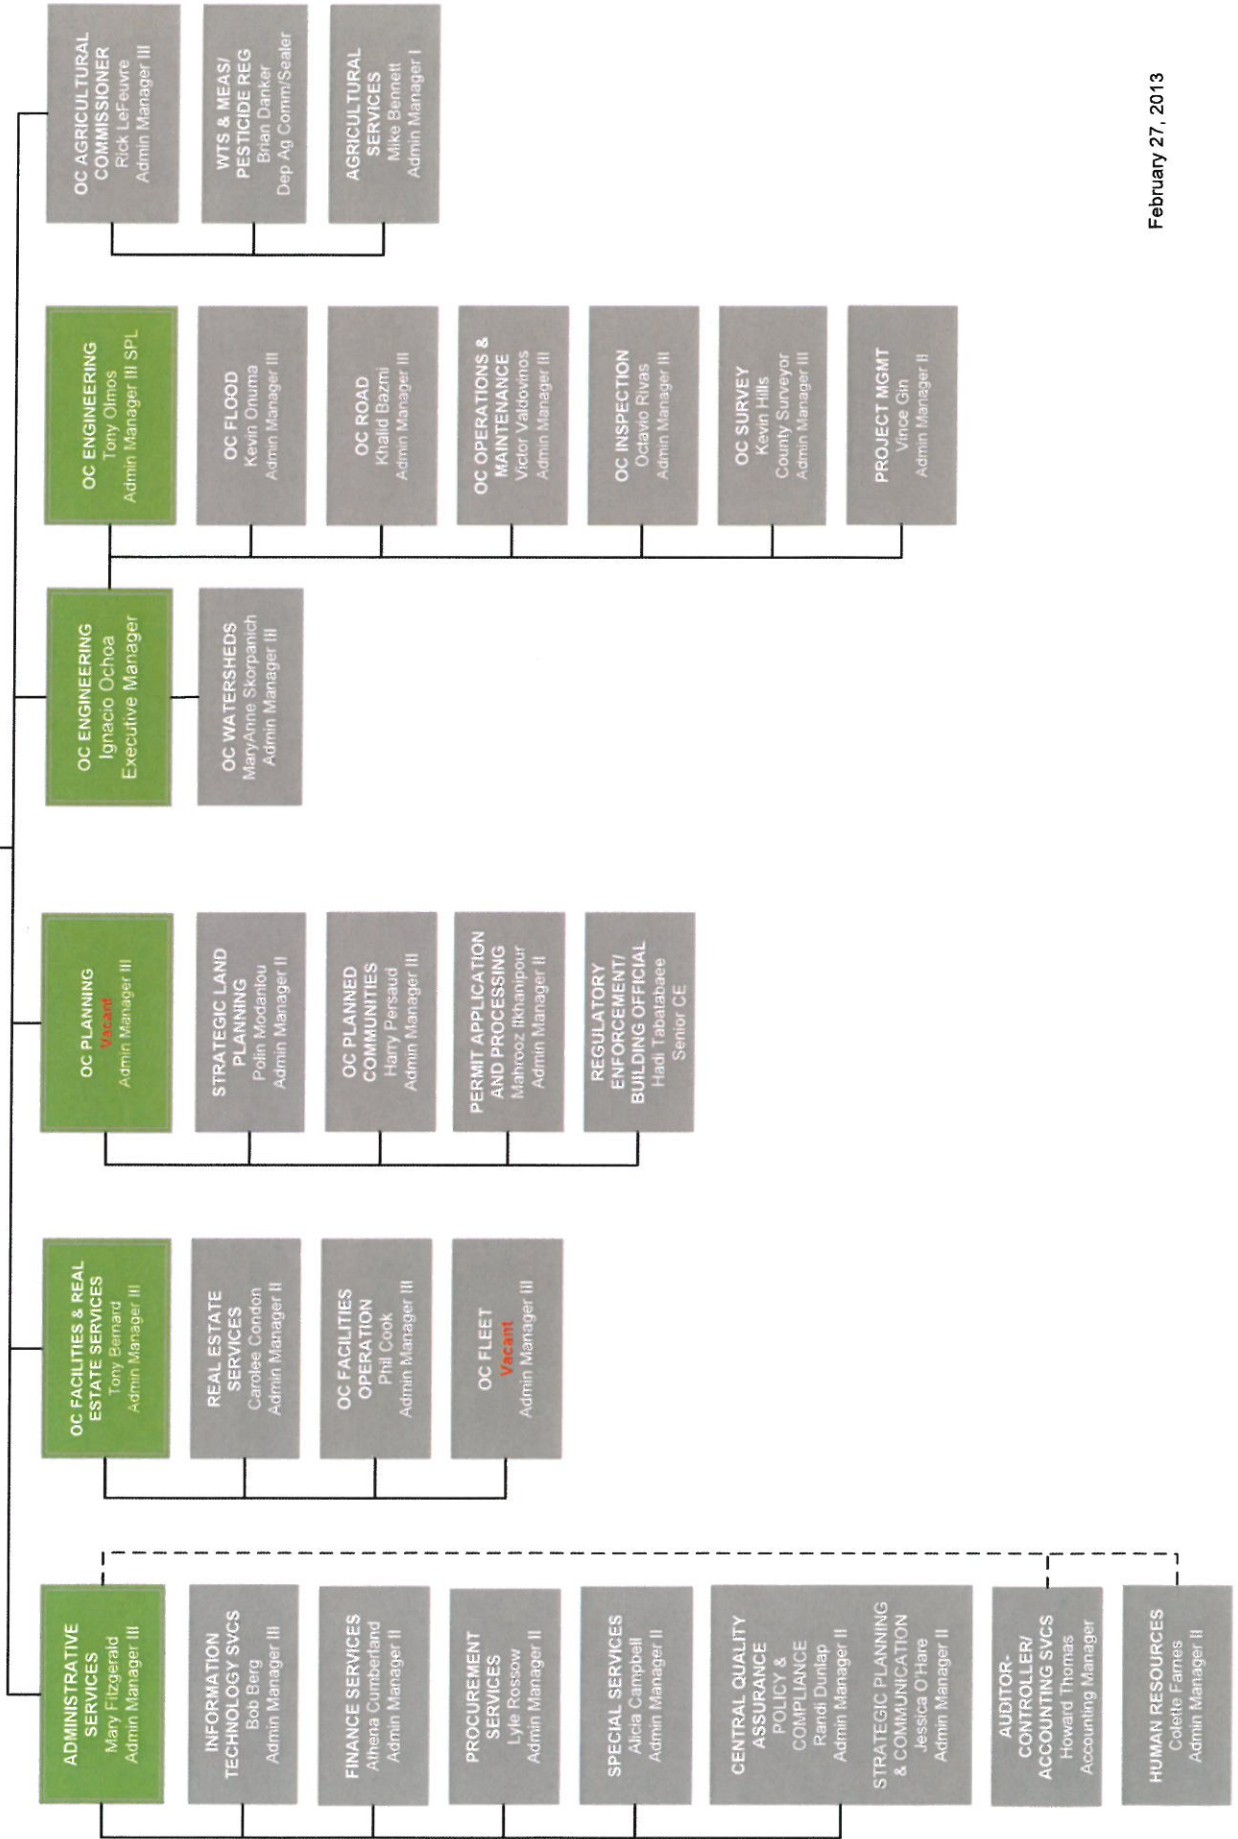 ADMINISTRATIVE
SERVICES
Mary Fitzgerald
Admin Manager III
INFORMATION
TECHNOLOGY SVCS
Bob Berg
Admin Manager III
FINANCE SERVICES
Athena Cumberland
Admin Manager II
PROCUREMENT
SERVICES
Lyle Rossow
Admin Manager II
SPECIAL SERVICES
Alicia Campbell
Admin Manager II
CENTRAL QUALITY
ASSURANCE
POLICY &
COMPLIANCE
Randi Dunlap
Admin Manager II
STRATEGIC PLANNING
& COMMUNICATION
Jessica O'Hare
Admin Manager II
AUDITOR-
CONTROLLER/
ACCOUNTING SVCS
Howard Thomas
Accounting Manager
HUMAN RESOURCES
Colette Farnes
Admin Manager II
OC FACILITIES & REAL
ESTATE SERVICES
Tony Bernard
Admin Manager III
REAL ESTATE
SERVICES
Carolee Condon
Admin Manager II
OC FACILITIES
OPERATION
Phil Cook
Admin Manager III
OC FLEET
Vacant
Admin Manager III
OC PLANNING
Vacant
Admin Manager III
STRATEGIC LAND
PLANNING
Polin Modanlou
Admin Manager II
OC PLANNED
COMMUNITIES
Harry Persaud
Admin Manager III
PERMIT APPLICATION
AND PROCESSING
Mahrooz Ilkhanipour
Admin Manager II
REGULATORY
ENFORCEMENT/
BUILDING OFFICIAL
Hadi Tabatabaee
Senior CE
OC ENGINEERING
Ignacio Ochoa
Executive Manager
OC WATERSHEDS
MaryAnne Skorpanich
Admin Manager III
OC ENGINEERING
Tony Olmos
Admin Manager III SPL
OC FLOOD
Kevin Onuma
Admin Manager III
OC ROAD
Khalid Bazmi
Admin Manager III
OC OPERATIONS &
MAINTENANCE
Victor Valdovinos
Admin Manager III
OC INSPECTION
Octavio Rivas
Admin Manager III
OC SURVEY
Kevin Hills
County Surveyor
Admin Manager III
PROJECT MGMT
Vince Gin
Admin Manager II
OC AGRICULTURAL
COMMISSIONER
Rick LeFeuvre
Admin Manager III
WTS & MEAS/
PESTICIDE REG
Brian Danker
Dep Ag Comm/Sealer
AGRICULTURAL
SERVICES
Mike Bennett
Admin Manager I
February 27, 2013